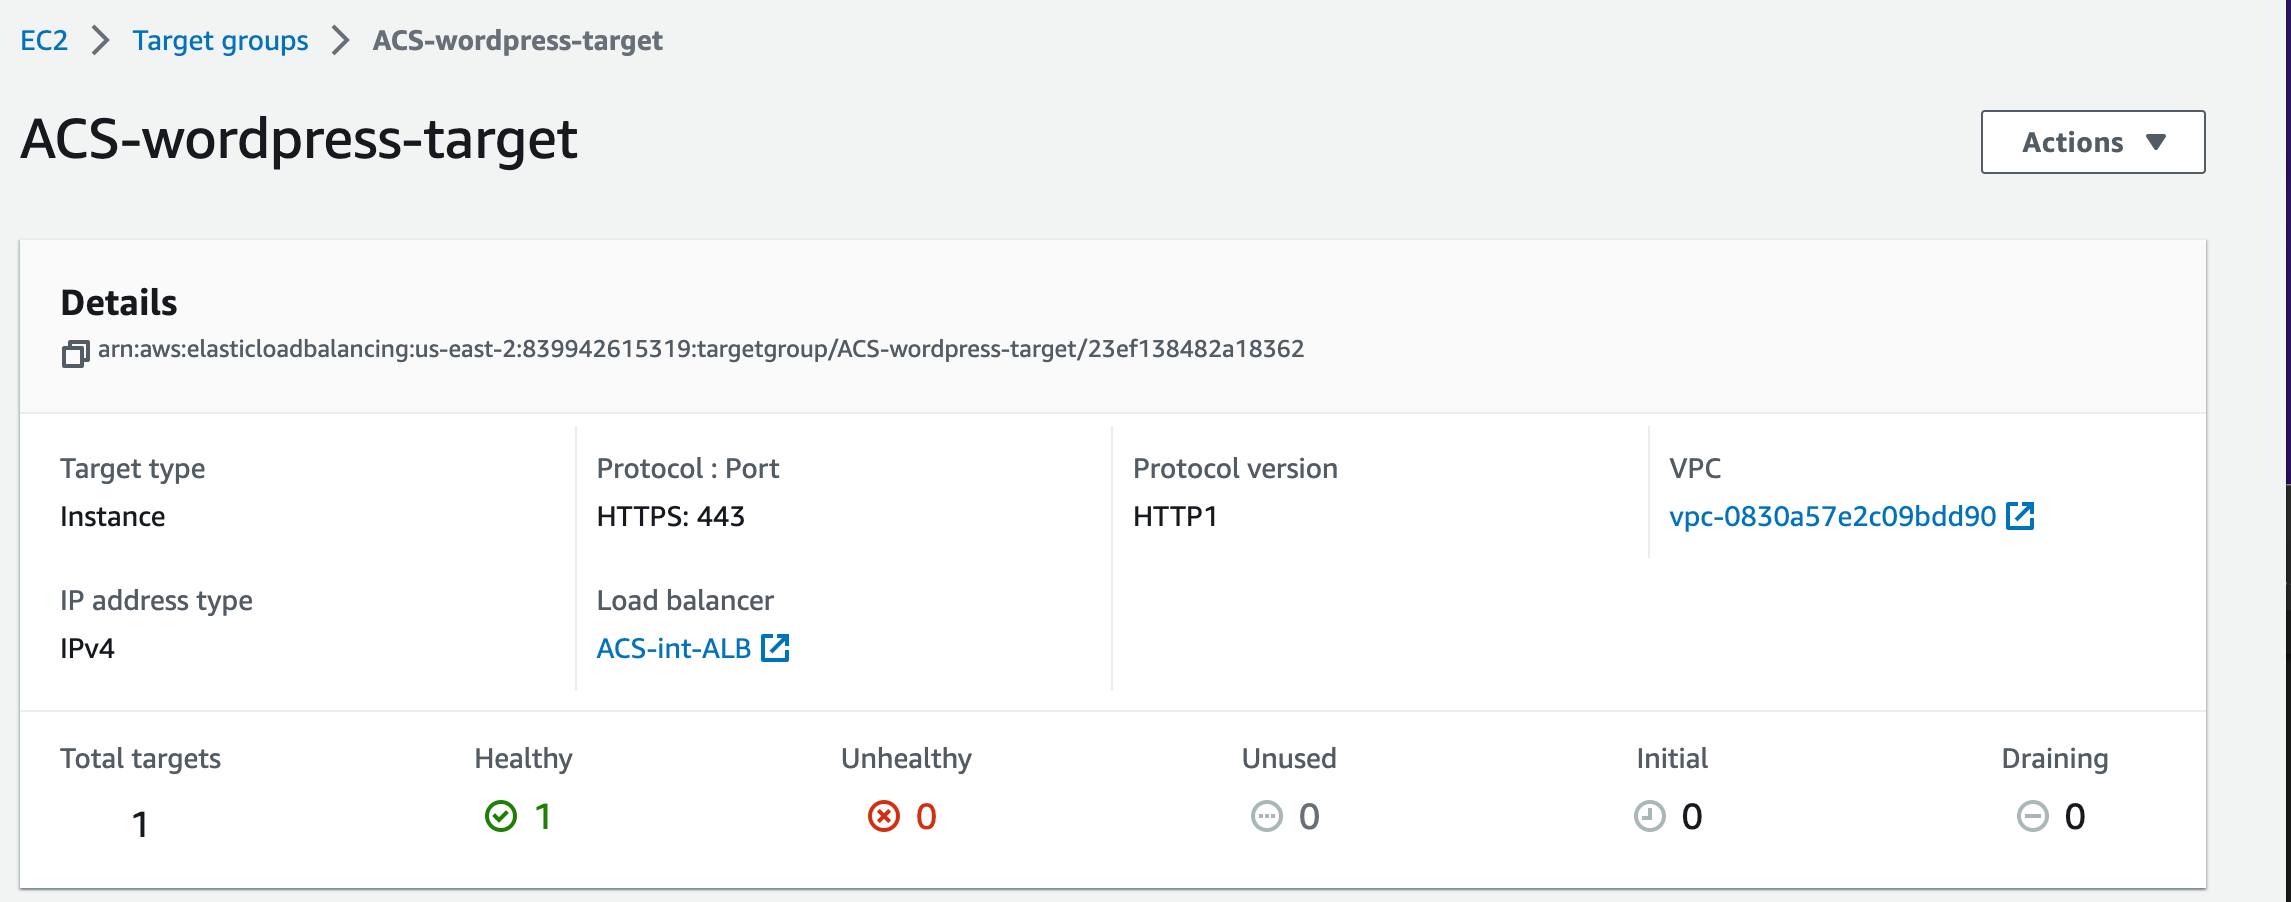 EC2 > Target groups > ACS-wordpress-target
ACS-wordpress-target
Actions
Details
arn:aws:elasticloadbalancing:us-east-2:839942615319:targetgroup/ACS-wordpress-target/23ef138482a18362
Target type Protocol : Port Protocol version VPC
Instance HTTPS: 443 HTTP1 vpc-0830a57e2c09bdd90
IP address type Load balancer
IPv4 ACS-int-ALB
Total targets Healthy Unhealthy Unused Initial Draining
1 1 0 0 0 0